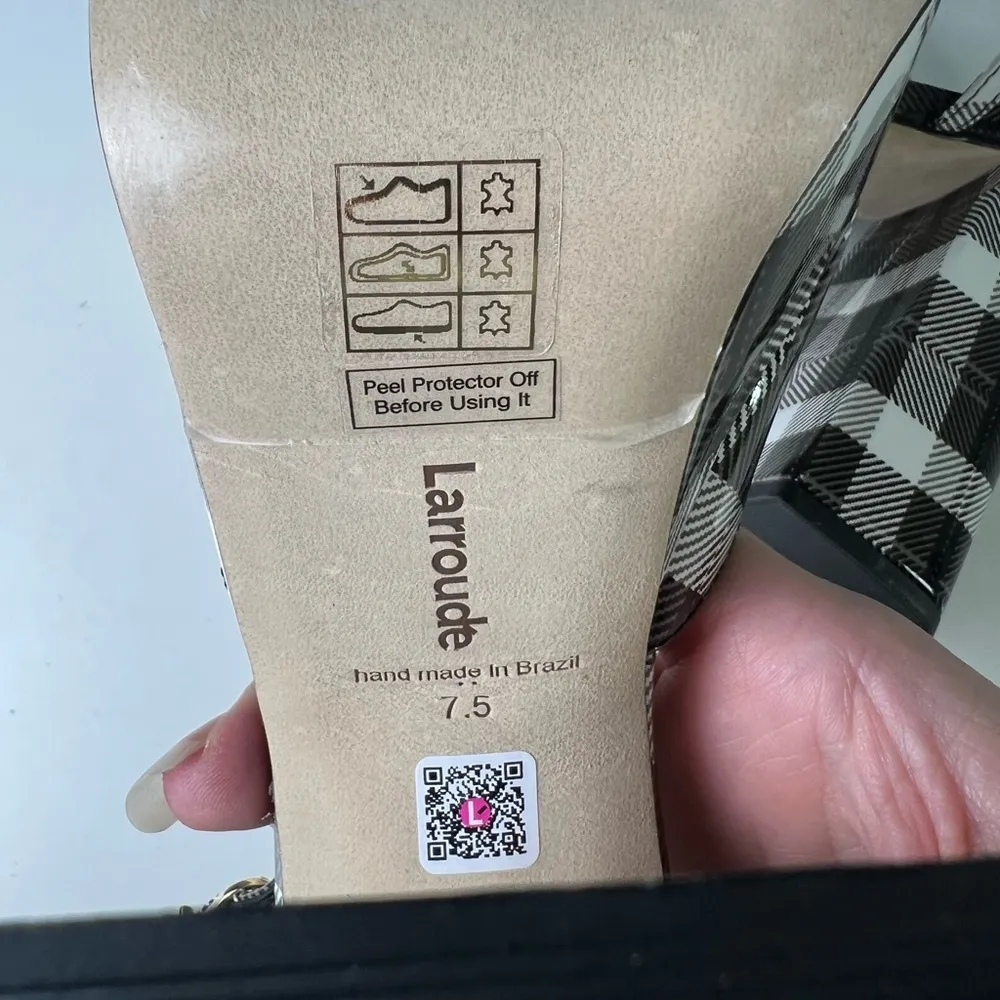 Peel Protector Off
Before Using It
Larroude
hand made In Brazil
7.5
L